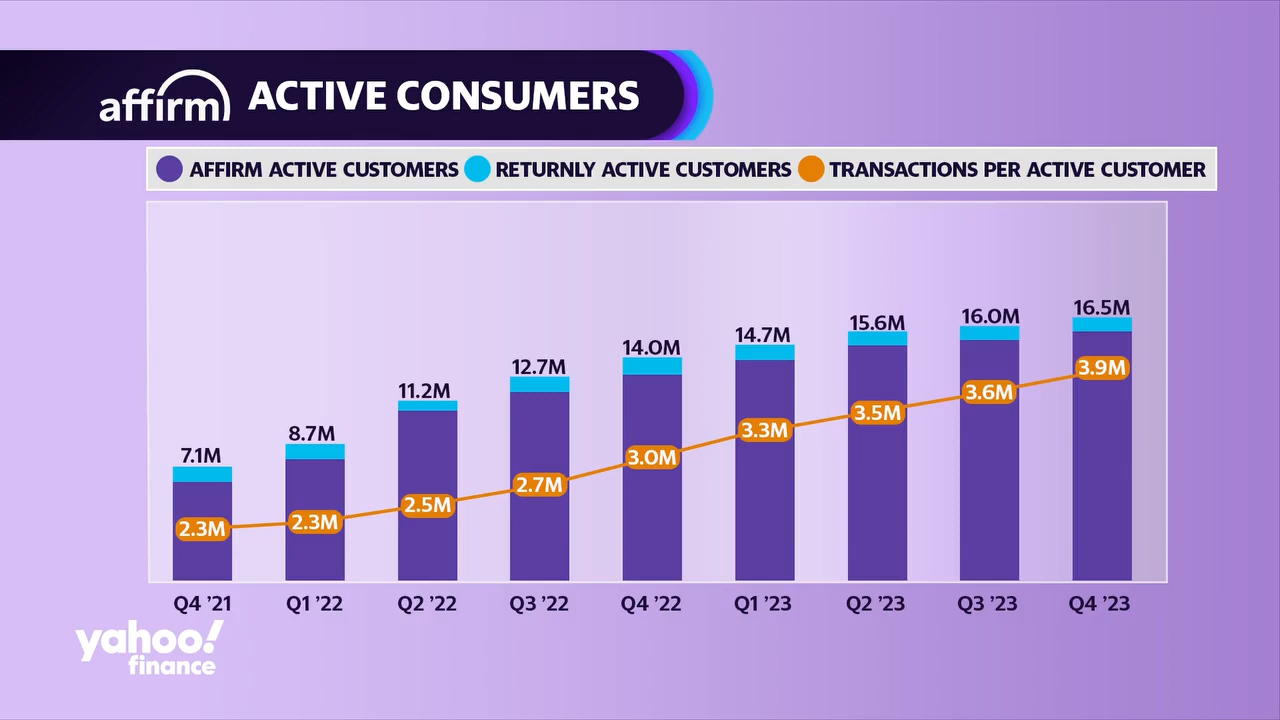 affirm ACTIVE CONSUMERS
AFFIRM ACTIVE CUSTOMERS RETURNLY ACTIVE CUSTOMERS TRANSACTIONS PER ACTIVE CUSTOMER
7.1M 8.7M 11.2M 12.7M 14.0M 14.7M 15.6M 16.0M 16.5M
2.3M 2.3M 2.5M 2.7M 3.0M 3.3M 3.5M 3.6M 3.9M
Q4 ’21 Q1 ’22 Q2 ’22 Q3 ’22 Q4 ’22 Q1 ’23 Q2 ’23 Q3 ’23 Q4 ’23
yahoo!
finance